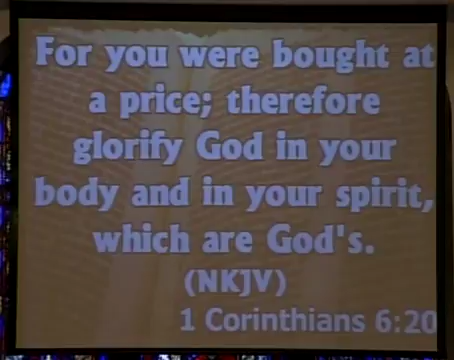 For you were bought at
a price; therefore
glorify God in your
body and in your spirit,
which are God's.
(NKJV)
1 Corinthians 6:20